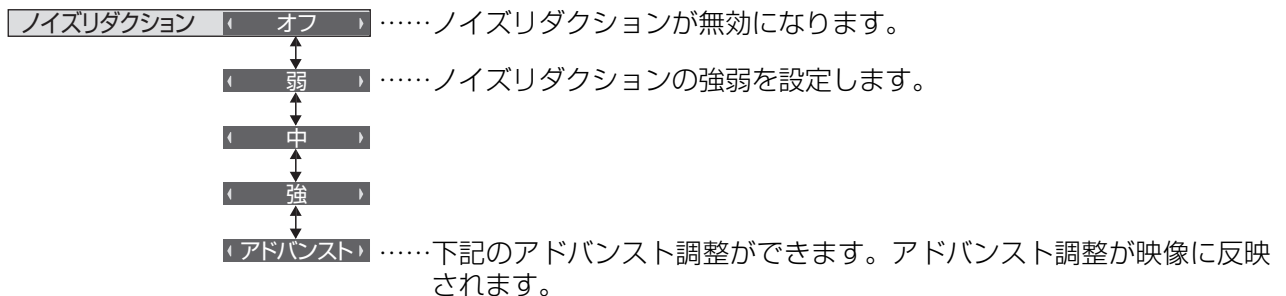 ノイズリダクション オフ ……ノイズリダクションが無効になります。
弱 ……ノイズリダクションの強弱を設定します。
中
強
アドバンスト ……下記のアドバンスト調整ができます。アドバンスト調整が映像に反映
されます。